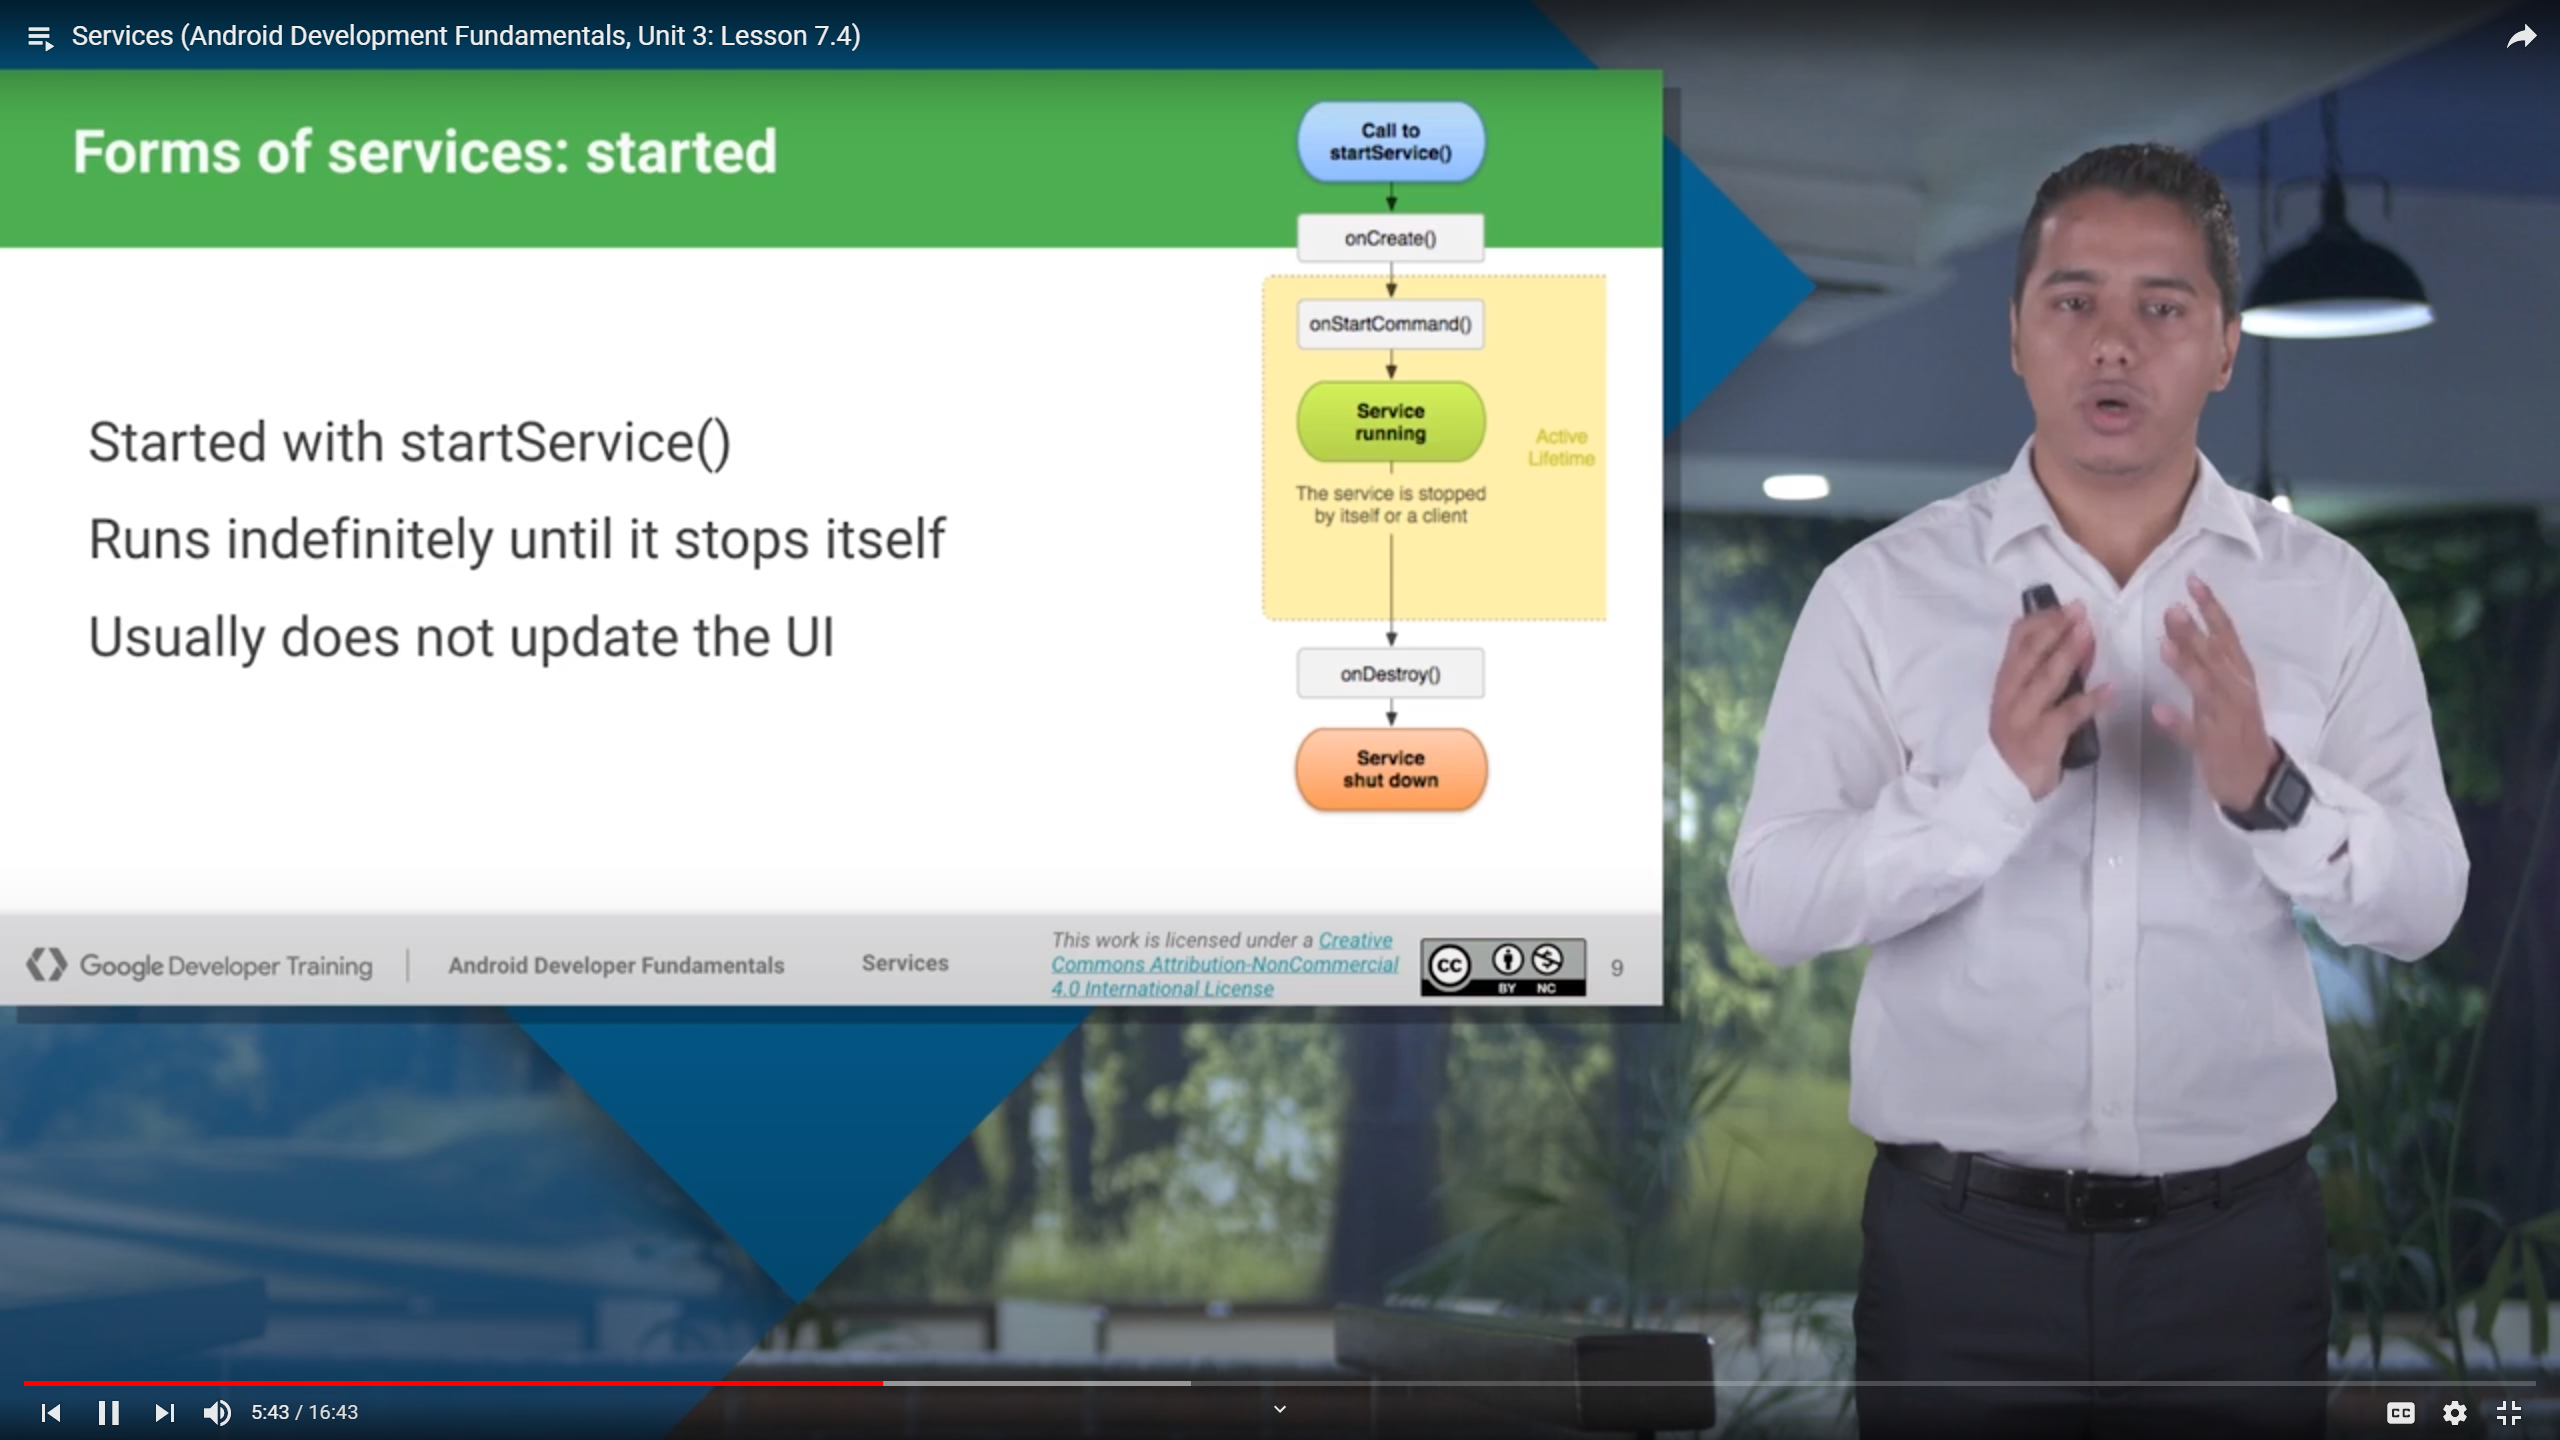 Services (Android Development Fundamentals, Unit 3: Lesson 7.4)
Forms of services: started
Started with startService()
Runs indefinitely until it stops itself
Usually does not update the UI
Call to
startService()
onCreate()
onStartCommand()
Service
running
Active
Lifetime
The service is stopped
by itself or a client
onDestroy()
Service
shut down
Google Developer Training
Android Developer Fundamentals
Services
This work is licensed under a Creative
Commons Attribution-NonCommercial
4.0 International License
CC
BY NC
9
5:43 / 16:43
CC